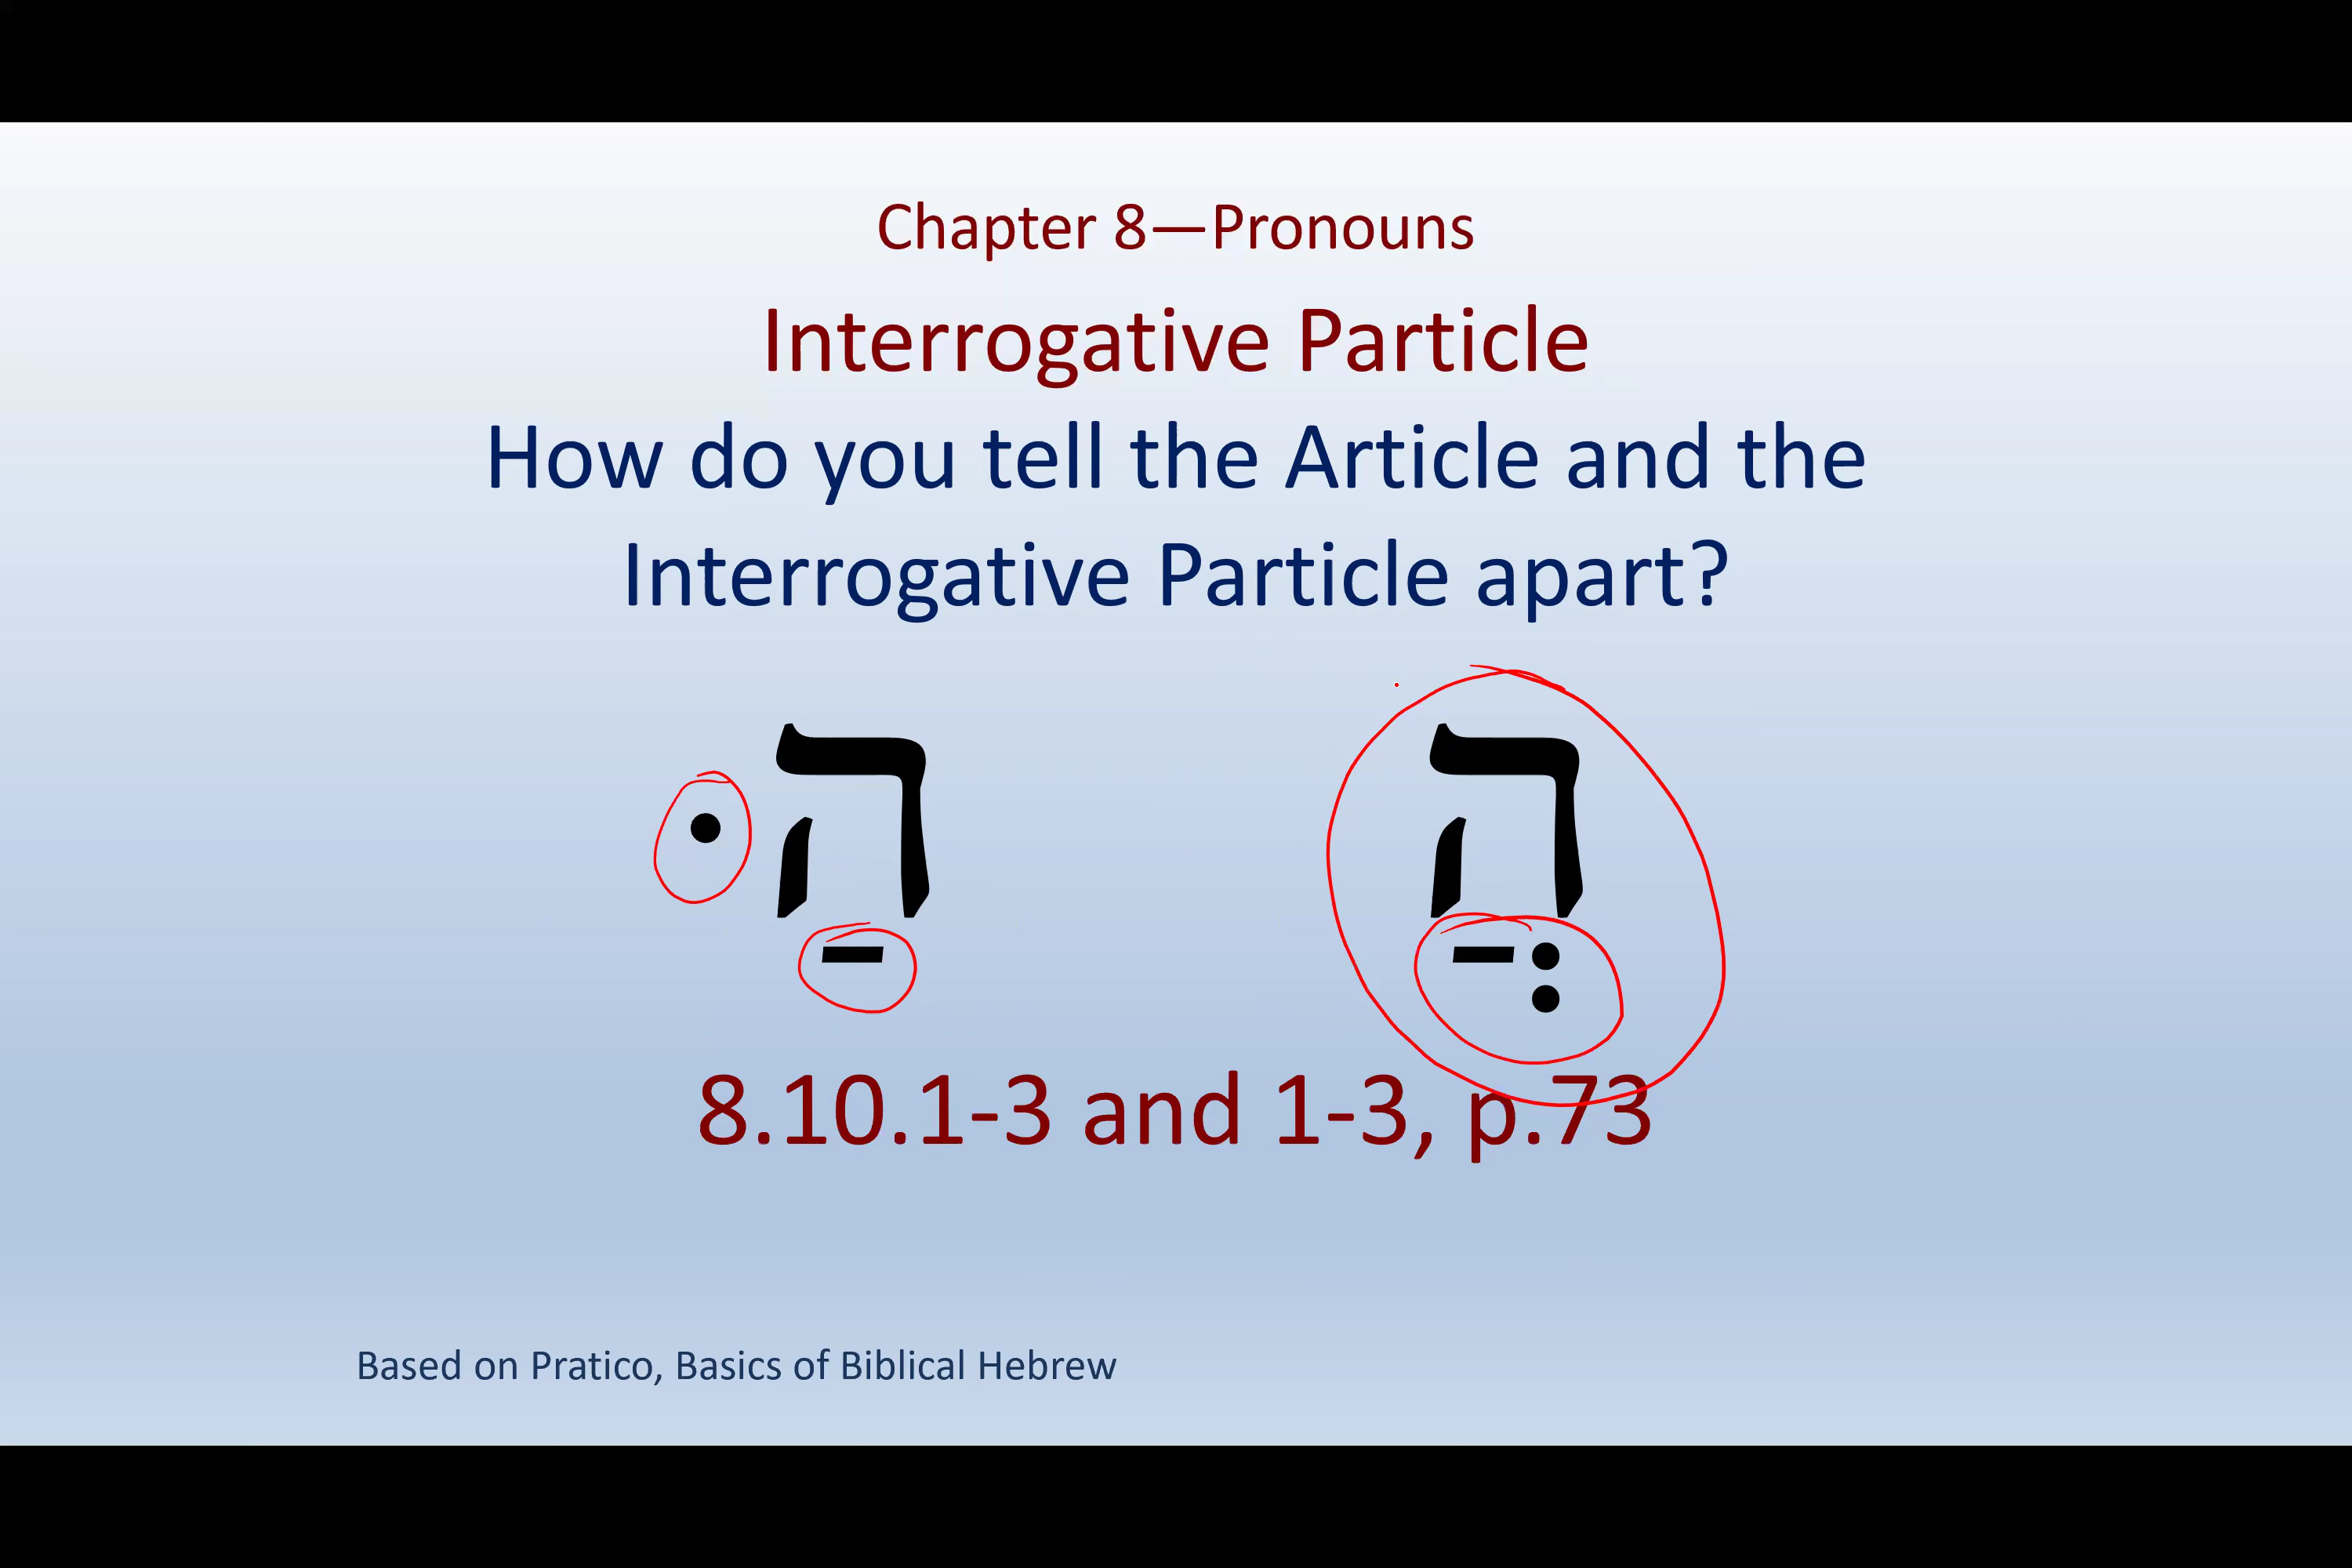 Chapter 8—Pronouns
Interrogative Particle
How do you tell the Article and the
Interrogative Particle apart?
הַ• הֲ
8.10.1-3 and 1-3, p.73
Based on Pratico, Basics of Biblical Hebrew